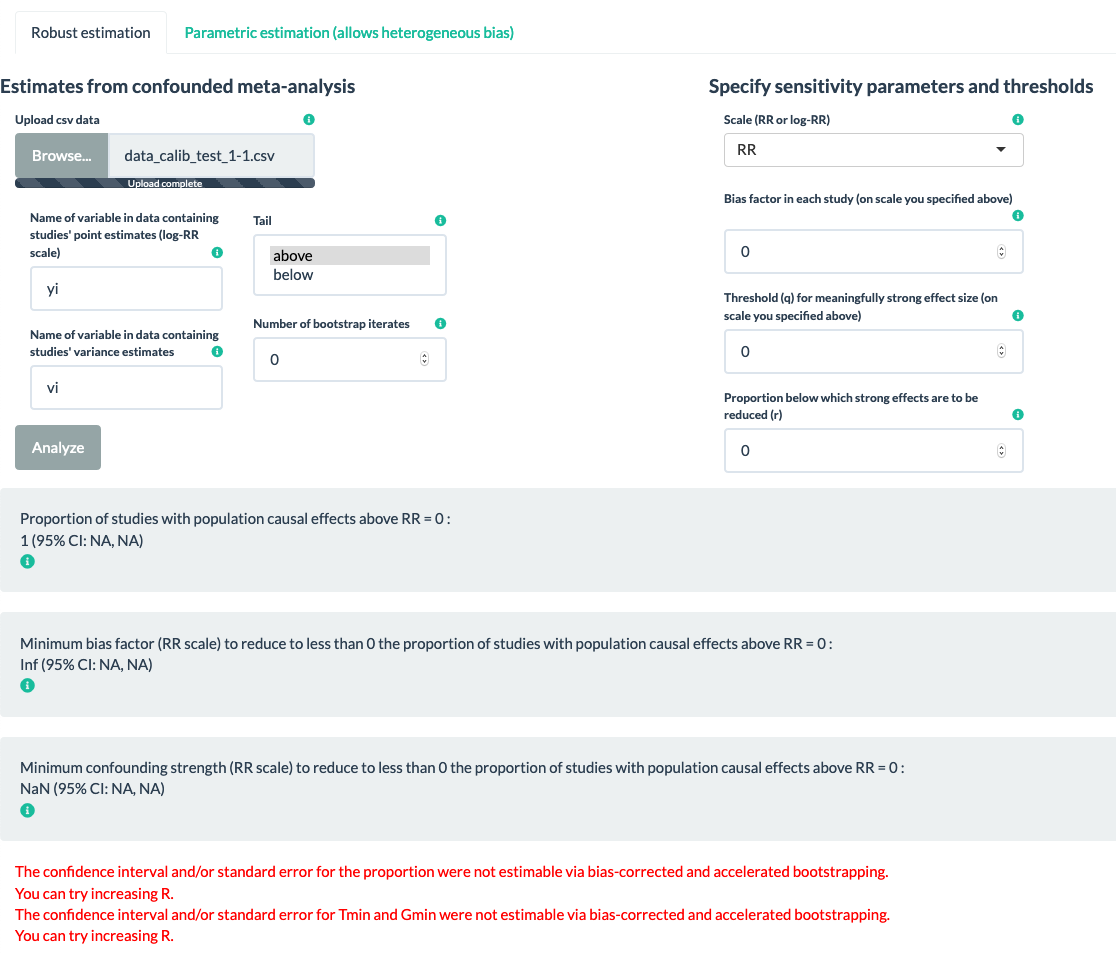 Robust estimation
Parametric estimation (allows heterogeneous bias)
Estimates from confounded meta-analysis
Upload csv data
Browse...
data_calib_test_1-1.csv
Upload complete
Name of variable in data containing
studies' point estimates (log-RR
scale)
yi
Name of variable in data containing
studies' variance estimates
vi
Tail
above
below
Number of bootstrap iterates
0
Analyze
Specify sensitivity parameters and thresholds
Scale (RR or log-RR)
RR
Bias factor in each study (on scale you specified above)
0
Threshold (q) for meaningfully strong effect size (on
scale you specified above)
0
Proportion below which strong effects are to be
reduced (r)
0
Proportion of studies with population causal effects above RR = 0 :
1 (95% CI: NA, NA)
Minimum bias factor (RR scale) to reduce to less than 0 the proportion of studies with population causal effects above RR = 0 :
Inf (95% CI: NA, NA)
Minimum confounding strength (RR scale) to reduce to less than 0 the proportion of studies with population causal effects above RR = 0 :
NaN (95% CI: NA, NA)
The confidence interval and/or standard error for the proportion were not estimable via bias-corrected and accelerated bootstrapping.
You can try increasing R.
The confidence interval and/or standard error for Tmin and Gmin were not estimable via bias-corrected and accelerated bootstrapping.
You can try increasing R.